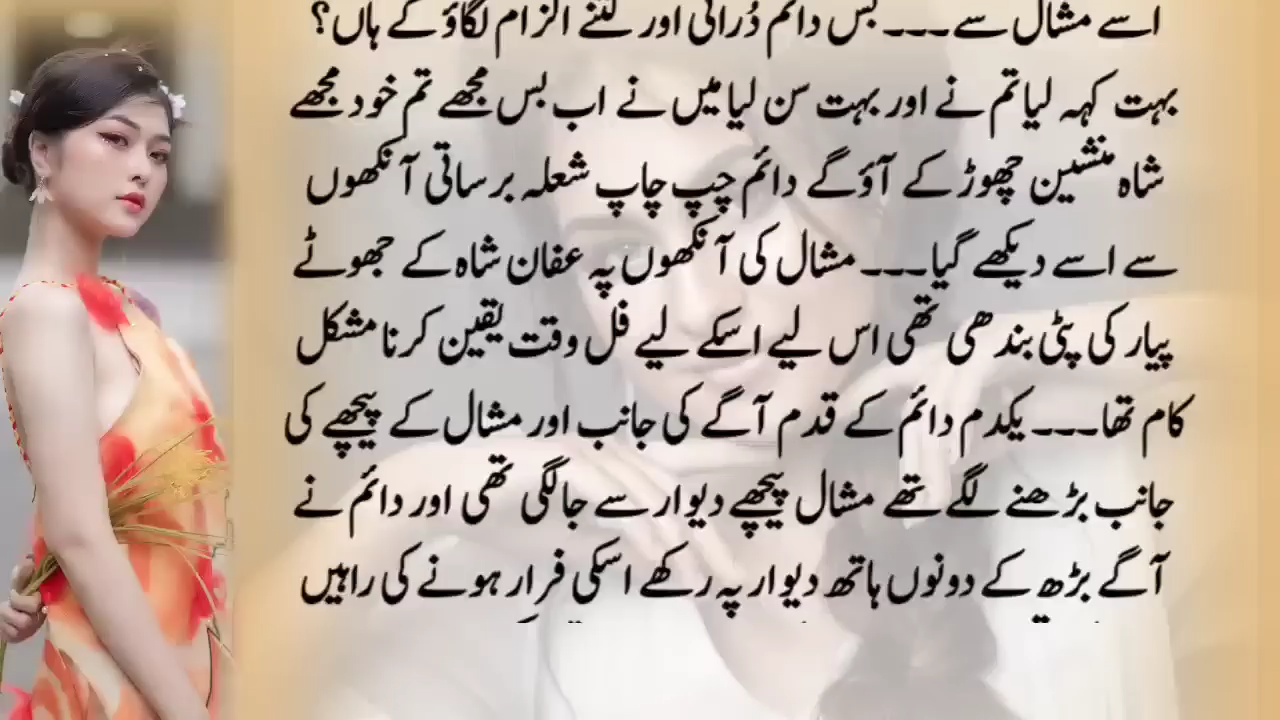 اسے مشال سے۔۔۔ بس دائم دُرانی اور کتنے الزام لگاؤ کے ہاں؟
بہت کہہ لیا تم نے اور بہت سن لیا میں نے اب بس مجھے تم خود مجھے
شاہ منشین چھوڑ کے آؤ گے دائم چپ چاپ شعلہ برساتی آنکھوں
سے اسے دیکھے گیا۔۔۔ مشال کی آنکھوں پہ عفان شاہ کے جھوٹے
پیار کی پٹی بندھی تھی اس لیے اسکے لیے فل وقت یقین کرنا مشکل
کام تھا۔۔۔ یکدم دائم کے قدم آگے کی جانب اور مشال کے پیچھے کی
جانب بڑھنے لگے تھے مشال پیچھے دیوار سے جا لگی تھی اور دائم نے
آگے بڑھ کے دونوں ہاتھ دیوار پہ رکھے اسکی فرار ہونے کی راہیں